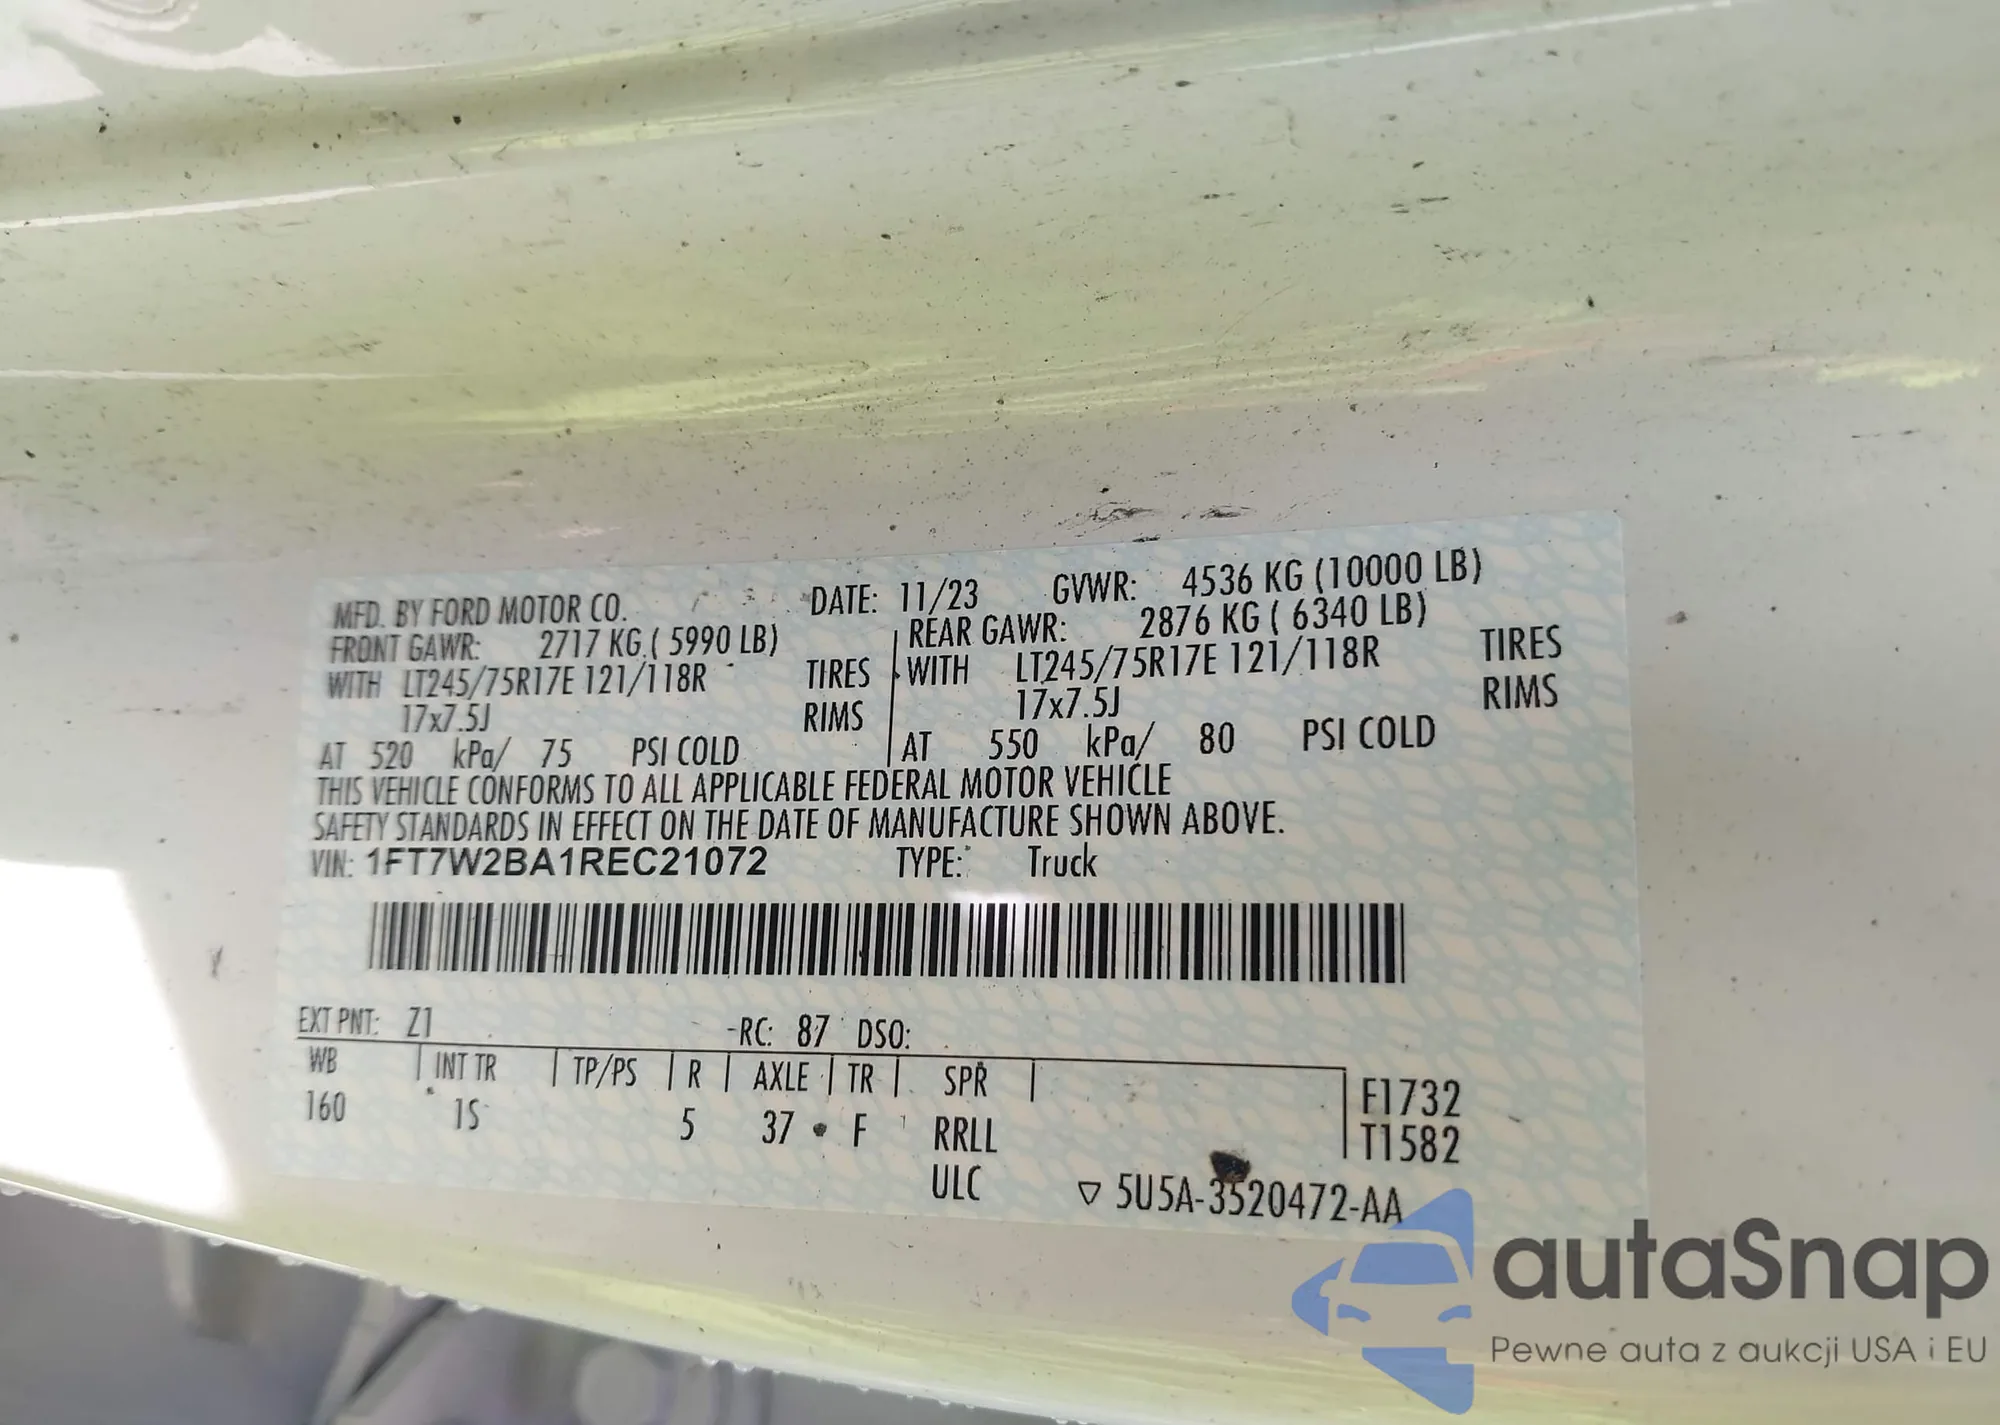 MFD. BY FORD MOTOR CO. DATE: 11/23 GVWR: 4536 KG (10000 LB)
FRONT GAWR: 2717 KG ( 5990 LB) REAR GAWR: 2876 KG ( 6340 LB)
WITH LT245/75R17E 121/118R TIRES WITH LT245/75R17E 121/118R TIRES
17x7.5J RIMS 17x7.5J RIMS
AT 520 kPa/ 75 PSI COLD AT 550 kPa/ 80 PSI COLD
THIS VEHICLE CONFORMS TO ALL APPLICABLE FEDERAL MOTOR VEHICLE
SAFETY STANDARDS IN EFFECT ON THE DATE OF MANUFACTURE SHOWN ABOVE.
VIN: 1FT7W2BA1REC21072 TYPE: Truck
EXT PNT: Z1 RC: 87 DSO:
WB INT TR TP/PS R AXLE TR SPR F1732
160 1S 5 37 F RRLL T1582
ULC ▽ 5U5A-3520472-AA
autaSnap
Pewne auta z aukcji USA i EU